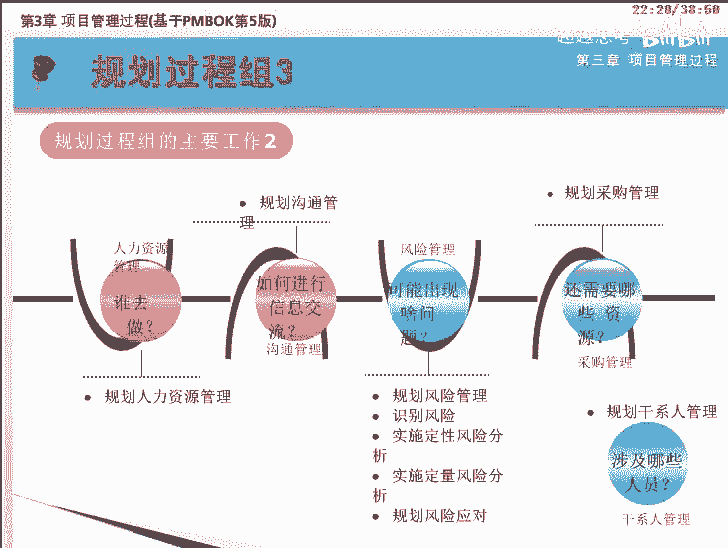 第3章 项目管理过程(基于PMBOK第5版)
22:20/38:50
bilibili
第三章 项目管理过程
规划过程组3
规划过程组的主要工作2
● 规划沟通管
理
● 规划采购管理
人力资源
管理
谁去
做？
如何进行
信息交
流？
沟通管理
风险管理
可能出现
啥问
题？
还需要哪
些 资
源？
采购管理
● 规划人力资源管理
● 规划风险管理
● 识别风险
● 实施定性风险分
析
● 实施定量风险分
析
● 规划风险应对
● 规划干系人管理
涉及哪些
人员？
干系人管理